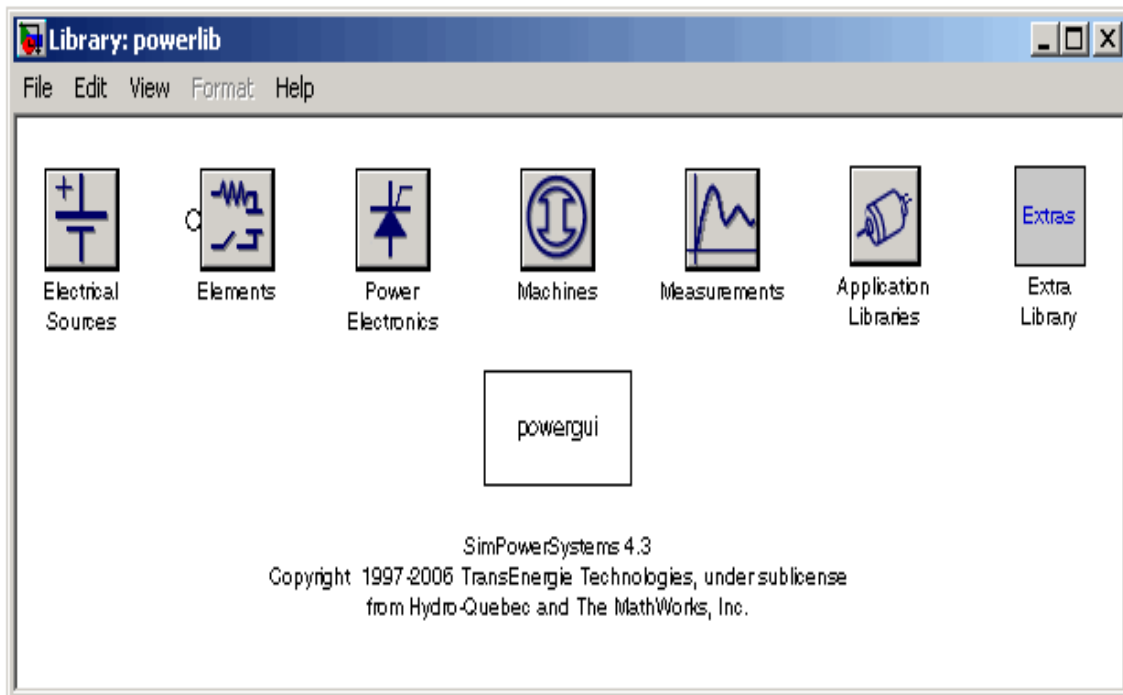 Library: powerlib
File Edit View Format Help
Extras
Electrical
Sources
Elements
Power
Electronics
Machines
Measurements
Application
Libraries
Extra
Library
powergui
SimPowerSystems 4.3
Copyright 1997-2006 TransEnergie Technologies, under sublicense
from Hydro-Quebec and The MathWorks, Inc.